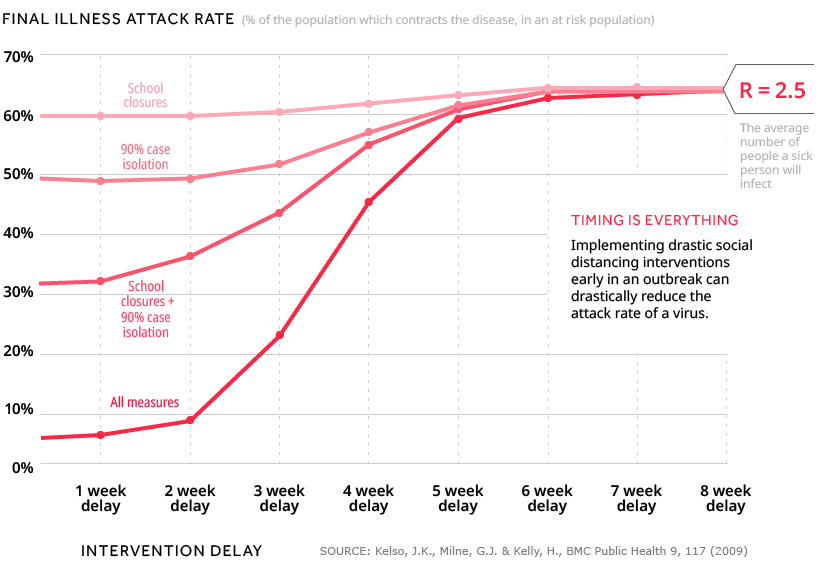 FINAL ILLNESS ATTACK RATE (% of the population which contracts the disease, in an at risk population)
70%
60%
50%
40%
30%
20%
10%
0%
School
closures
90% case
isolation
School
closures +
90% case
isolation
All measures
R = 2.5
The average
number of
people a sick
person will
infect
TIMING IS EVERYTHING
Implementing drastic social
distancing interventions
early in an outbreak can
drastically reduce the
attack rate of a virus.
1 week
delay
2 week
delay
3 week
delay
4 week
delay
5 week
delay
6 week
delay
7 week
delay
8 week
delay
INTERVENTION DELAY
SOURCE: Kelso, J.K., Milne, G.J. & Kelly, H., BMC Public Health 9, 117 (2009)